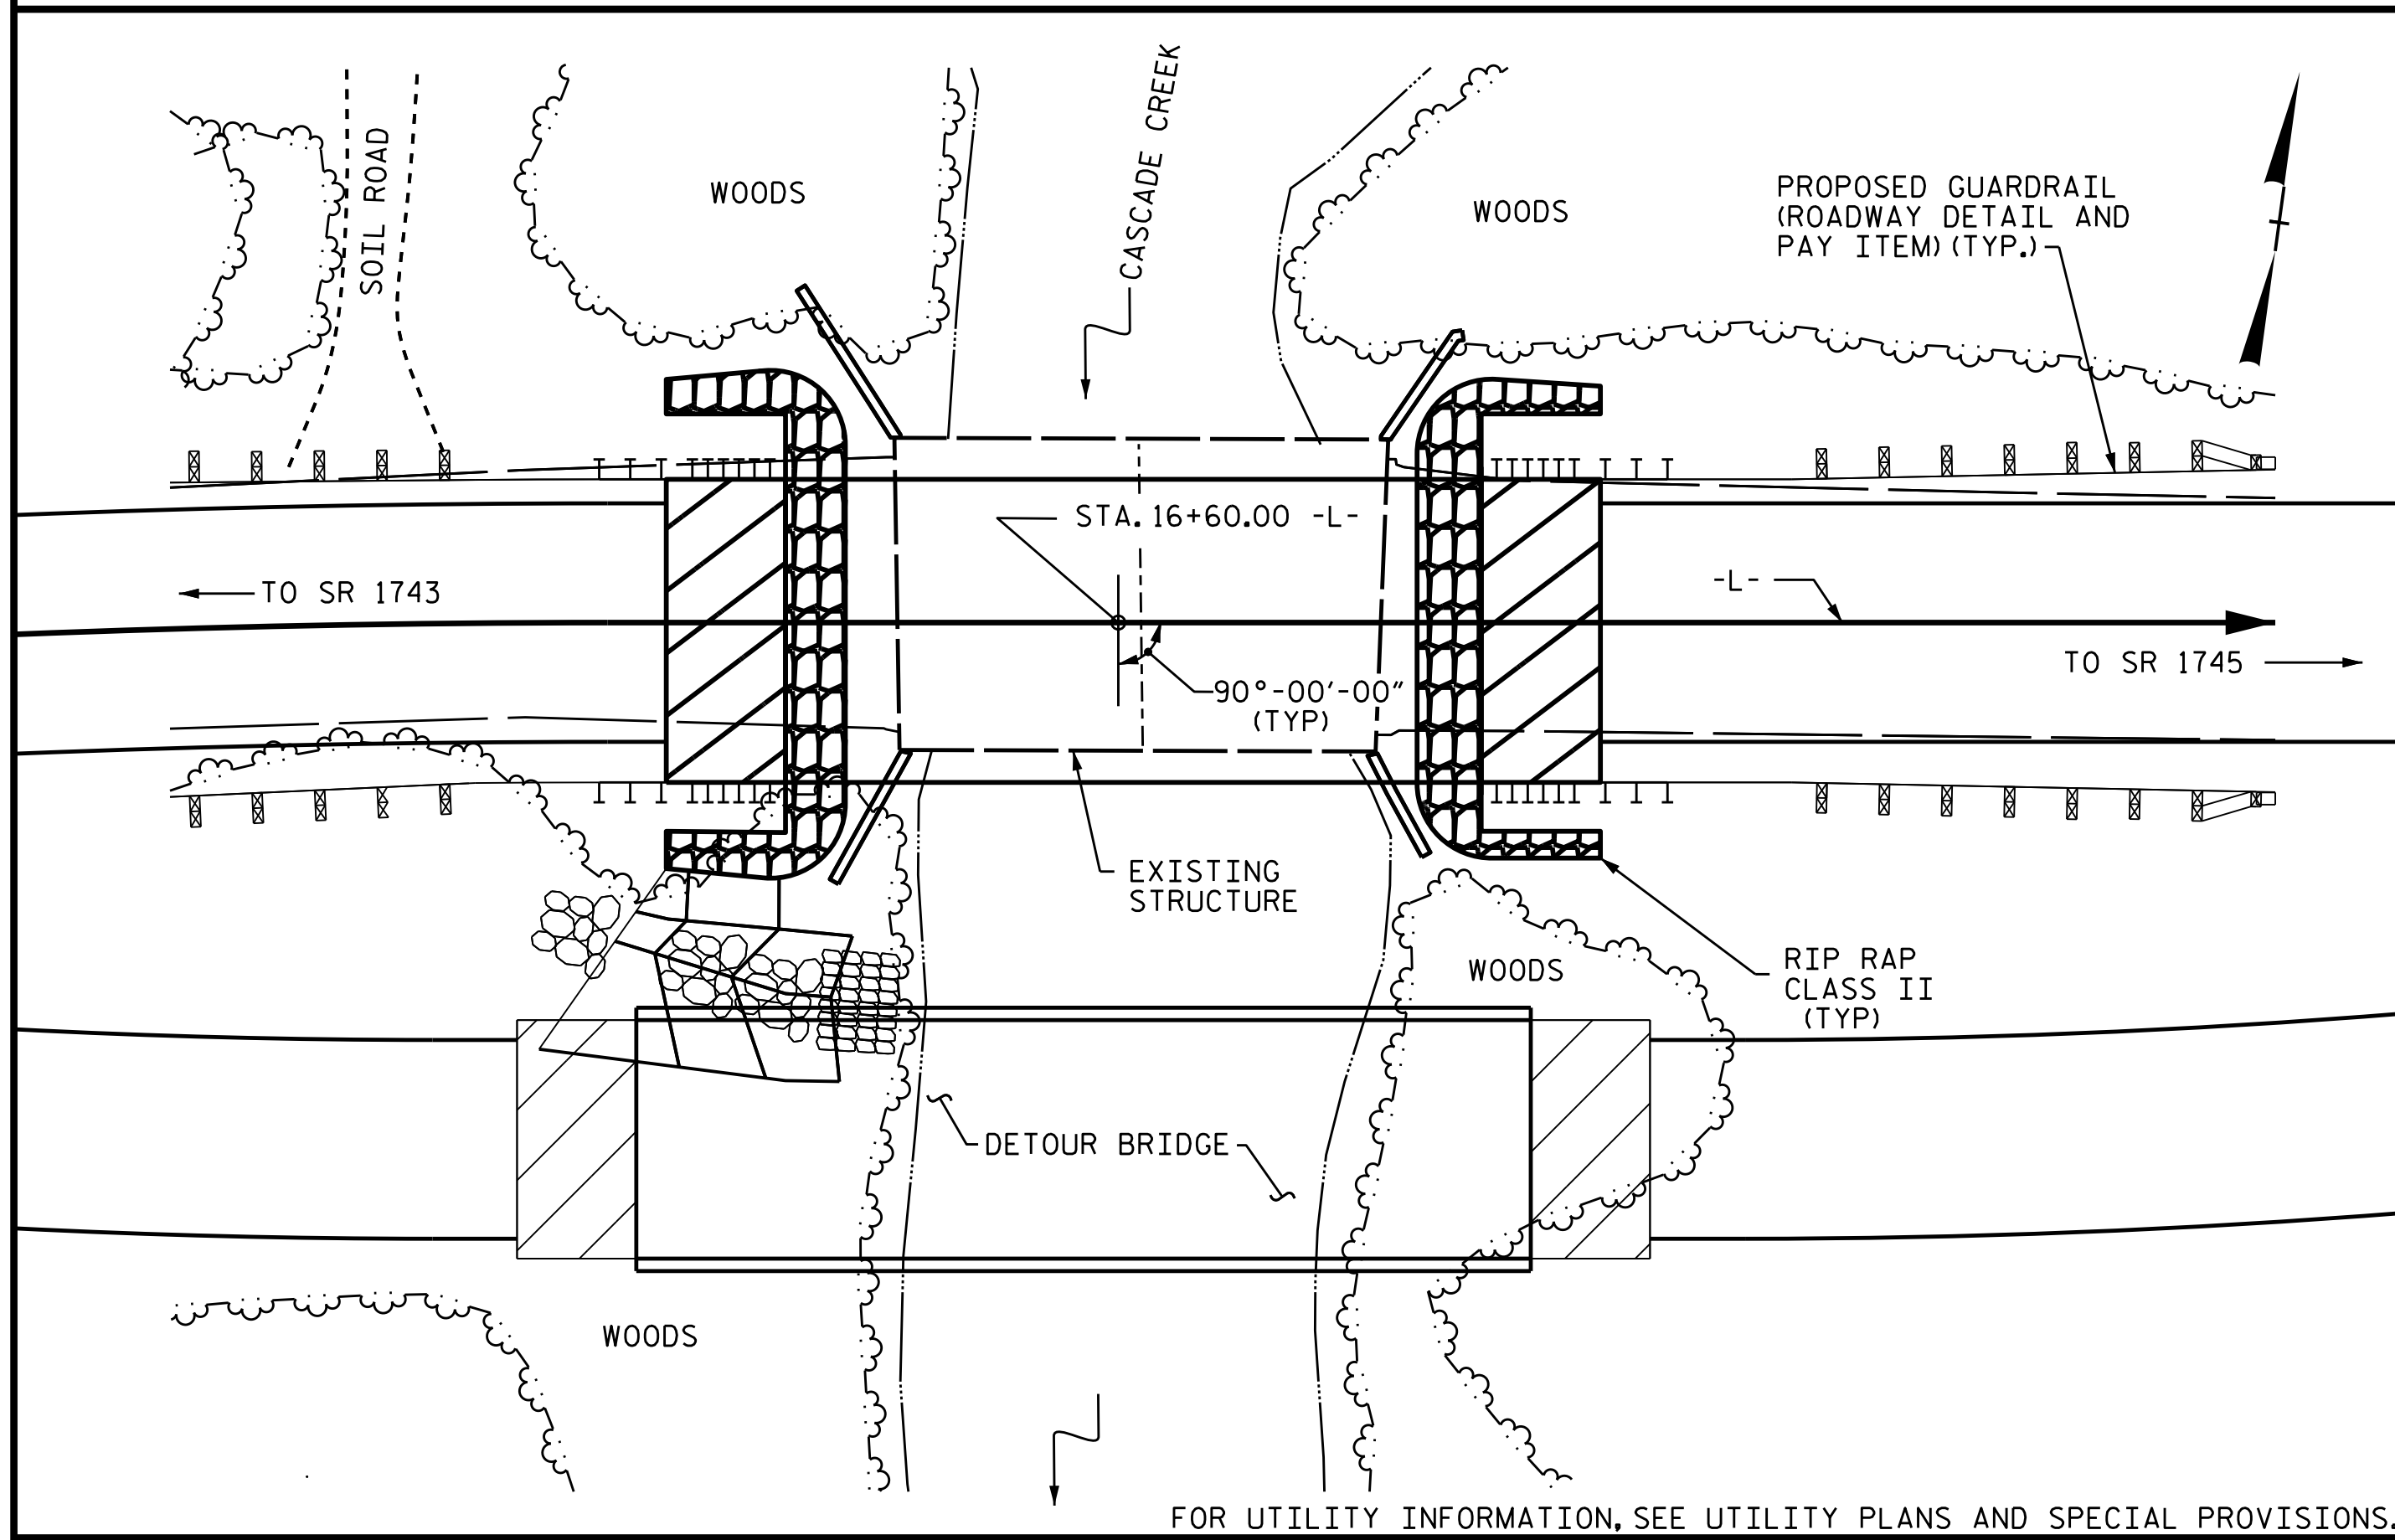 CASCADE CREEK
SOIL ROAD
WOODS
WOODS
PROPOSED GUARDRAIL
(ROADWAY DETAIL AND
PAY ITEM) (TYP.)
STA. 16+60.00 -L-
TO SR 1743
-L-
TO SR 1745
90°-00'-00"
(TYP)
EXISTING
STRUCTURE
WOODS
RIP RAP
CLASS II
(TYP)
DETOUR BRIDGE
WOODS
FOR UTILITY INFORMATION, SEE UTILITY PLANS AND SPECIAL PROVISIONS.